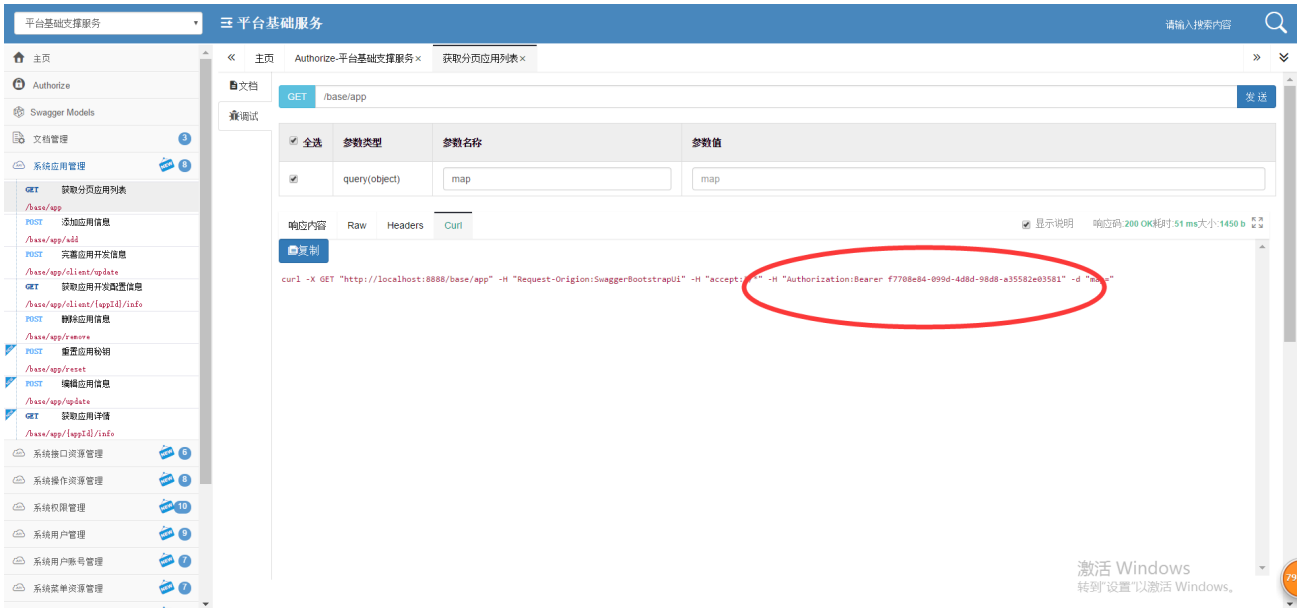 平台基础支撑服务
平台基础服务
请输入搜索内容
主页
Authorize
Swagger Models
文档管理 3
系统应用管理 NEW 8
GET 获取分页应用列表
/base/app
POST 添加应用信息
/base/app/add
POST 完善应用开发信息
/base/app/client/update
GET 获取应用开发配置信息
/base/app/client/{appId}/info
POST 删除应用信息
/base/app/remove
POST 重置应用秘钥
/base/app/reset
POST 编辑应用信息
/base/app/update
GET 获取应用详情
/base/app/{appId}/info
系统接口资源管理 NEW 6
系统操作资源管理 NEW 8
系统权限管理 NEW 10
系统用户管理 NEW 9
系统用户账号管理 NEW 7
系统菜单资源管理 NEW 7
主页 Authorize-平台基础支撑服务× 获取分页应用列表×
文档
调试
GET /base/app 发 送
全选 参数类型 参数名称 参数值
query(object) map map
响应内容 Raw Headers Curl
显示说明 响应码:200 OK耗时:51 ms大小:1450 b
复制
curl -X GET "http://localhost:8888/base/app" -H "Request-Origion:SwaggerBootstrapUi" -H "accept:*/*" -H "Authorization:Bearer f7708e84-099d-4d8d-98d8-a35582e03581" -d "map="
激活 Windows
转到"设置"以激活 Windows。
79